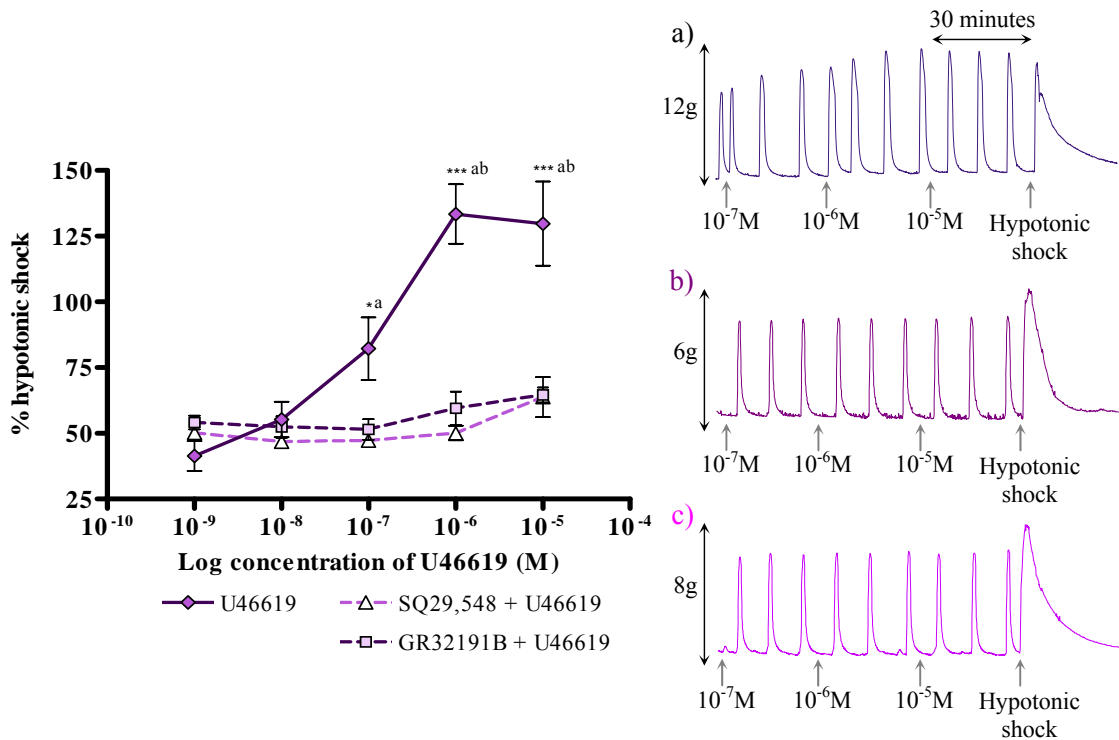 150
125
100
75
50
25
% hypotonic shock
*** ab
*** ab
* a
10⁻¹⁰ 10⁻⁹ 10⁻⁸ 10⁻⁷ 10⁻⁶ 10⁻⁵ 10⁻⁴
Log concentration of U46619 (M)
U46619
SQ29,548 + U46619
GR32191B + U46619
a)
30 minutes
12g
10⁻⁷M 10⁻⁶M 10⁻⁵M Hypotonic
shock
b)
6g
10⁻⁷M 10⁻⁶M 10⁻⁵M Hypotonic
shock
c)
8g
10⁻⁷M 10⁻⁶M 10⁻⁵M Hypotonic
shock